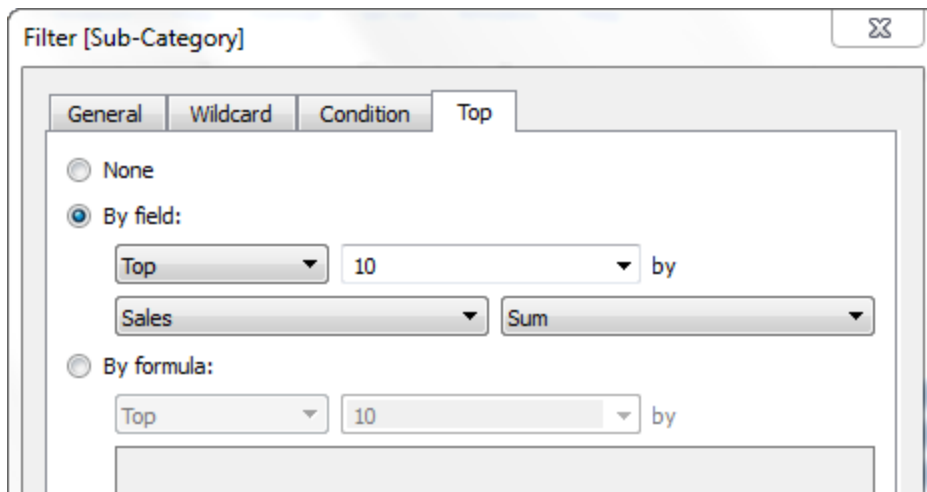 Filter [Sub-Category]
General Wildcard Condition Top
None
By field:
Top 10 by
Sales Sum
By formula:
Top 10 by